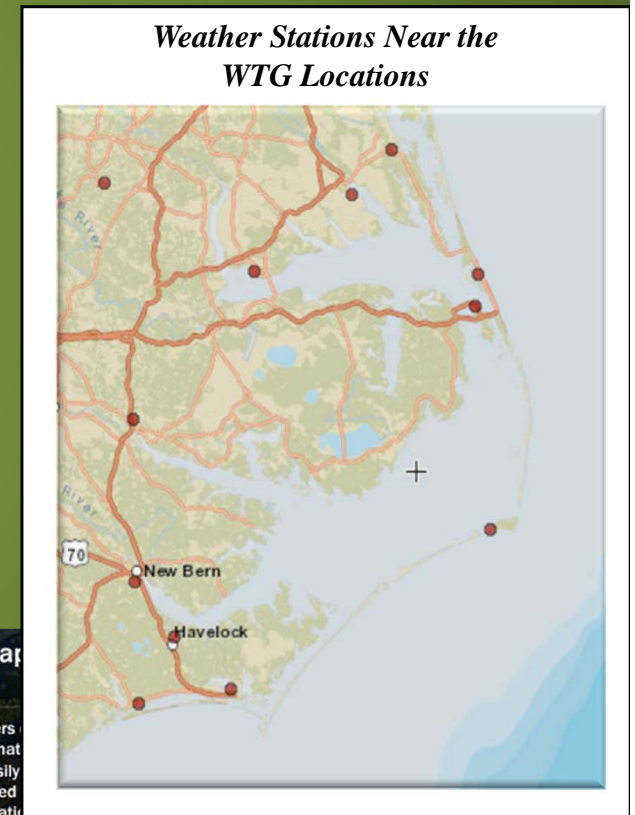 Weather Stations Near the
WTG Locations
River
River
70
New Bern
Havelock